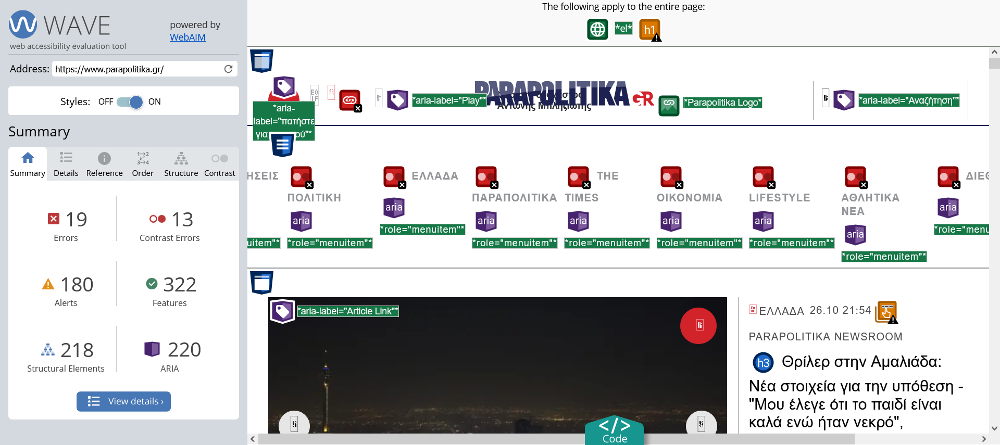 WAVE
powered by
WebAIM
web accessibility evaluation tool
Address: https://www.parapolitika.gr/
Styles: OFF ON
Summary
Summary Details Reference Order Structure Contrast
19 Errors
13 Contrast Errors
180 Alerts
322 Features
218 Structural Elements
220 ARIA
View details ›
The following apply to the entire page:
*el* h1
*aria-label="πατήστε
για
ού"*
*aria-label="Play"*
PARAPOLITIKA GR
*Parapolitika Logo*
*aria-label="Αναζήτηση"*
ΗΣΕΙΣ
uitem"*
ΠΟΛΙΤΙΚΗ
aria
*role="menuitem"*
ΕΛΛΑΔΑ
aria
*role="menuitem"*
ΠΑΡΑΠΟΛΙΤΙΚΑ
aria
*role="menuitem"*
THE
TIMES
aria
*role="menuitem"*
ΟΙΚΟΝΟΜΙΑ
aria
*role="menuitem"*
LIFESTYLE
aria
*role="menuitem"*
ΑΘΛΗΤΙΚΑ
ΝΕΑ
aria
*role="menuitem"*
ΔΙΕΘ
aria
*role="menu
*aria-label="Article Link"*
ΕΛΛΑΔΑ 26.10 21:54
PARAPOLITIKA NEWSROOM
h3 Θρίλερ στην Αμαλιάδα:
Νέα στοιχεία για την υπόθεση -
"Μου έλεγε ότι το παιδί είναι
καλά ενώ ήταν νεκρό",
</> Code